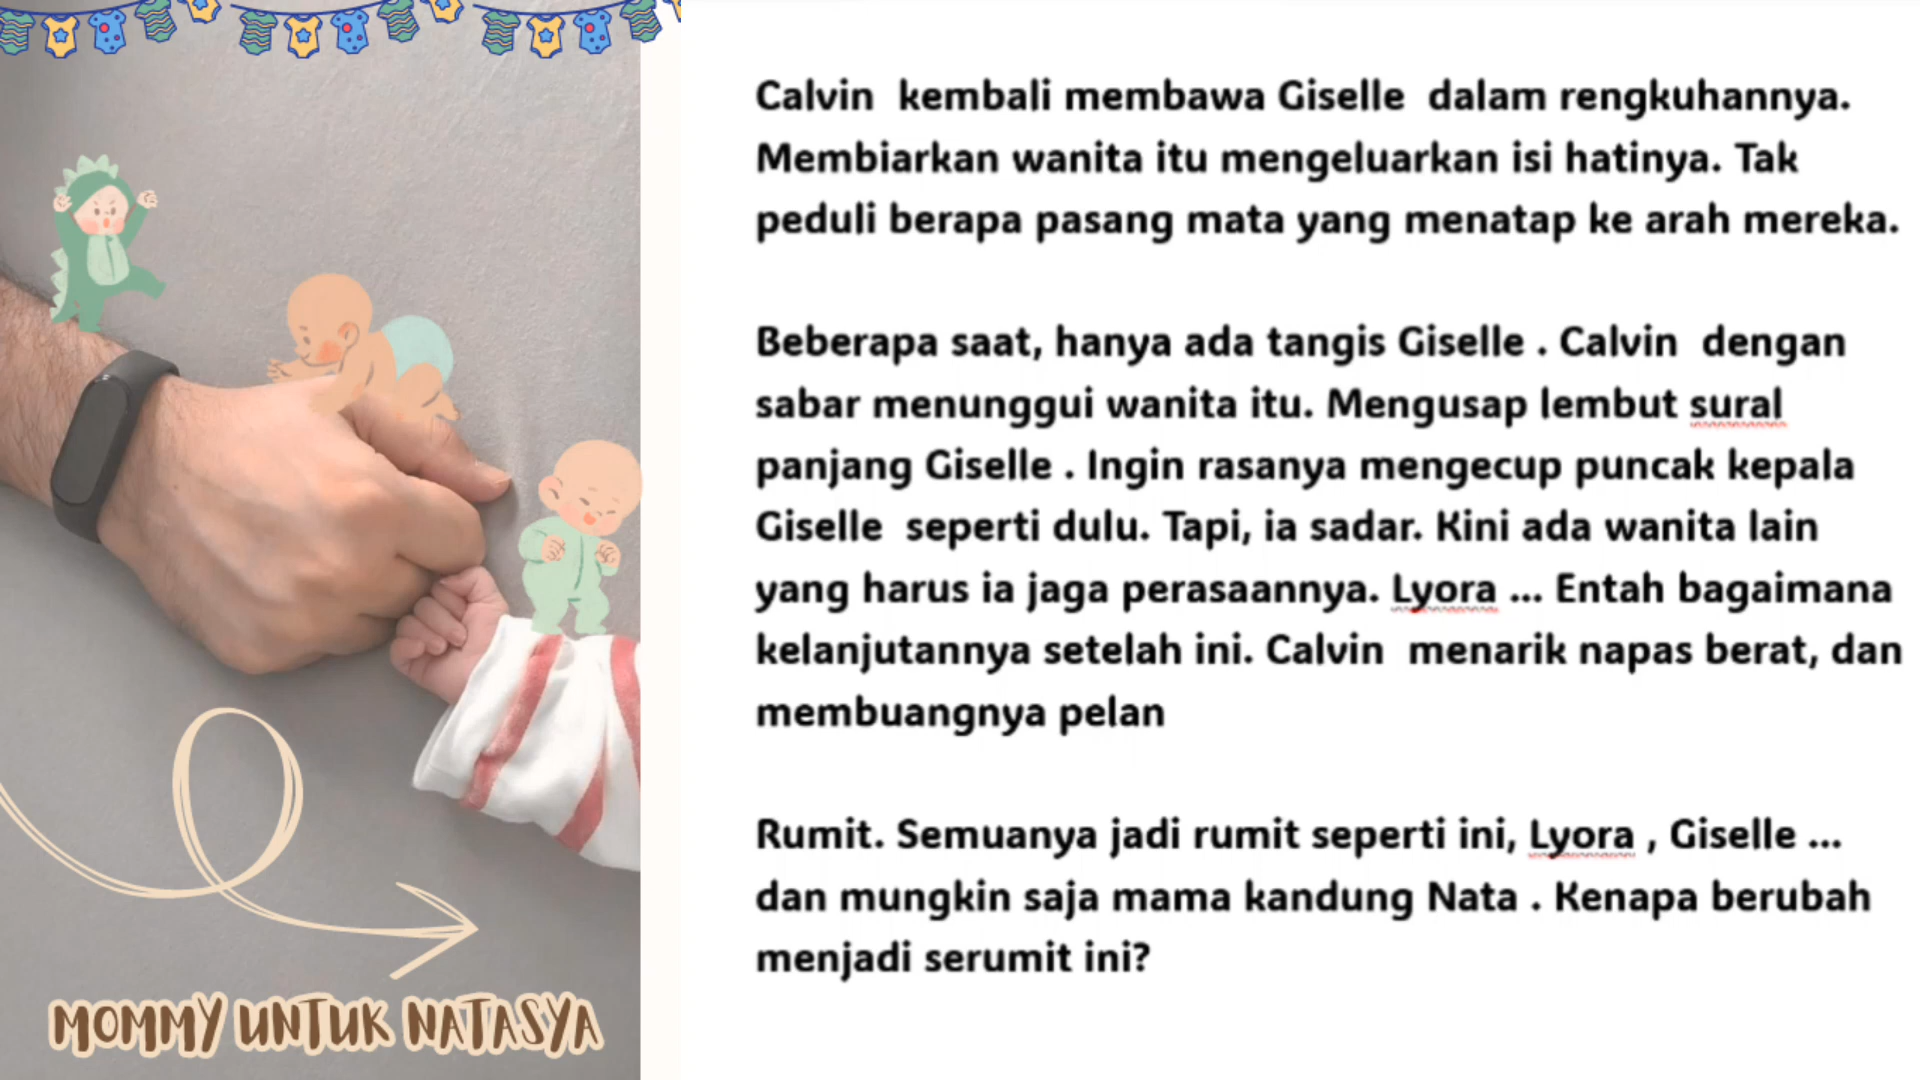 Calvin  kembali membawa Giselle  dalam rengkuhannya.
Membiarkan wanita itu mengeluarkan isi hatinya. Tak
peduli berapa pasang mata yang menatap ke arah mereka.
Beberapa saat, hanya ada tangis Giselle . Calvin  dengan
sabar menunggui wanita itu. Mengusap lembut sural
panjang Giselle . Ingin rasanya mengecup puncak kepala
Giselle  seperti dulu. Tapi, ia sadar. Kini ada wanita lain
yang harus ia jaga perasaannya. Lyora ... Entah bagaimana
kelanjutannya setelah ini. Calvin  menarik napas berat, dan
membuangnya pelan
Rumit. Semuanya jadi rumit seperti ini, Lyora , Giselle ...
dan mungkin saja mama kandung Nata . Kenapa berubah
menjadi serumit ini?
MOMMY UNTUK NATASYA